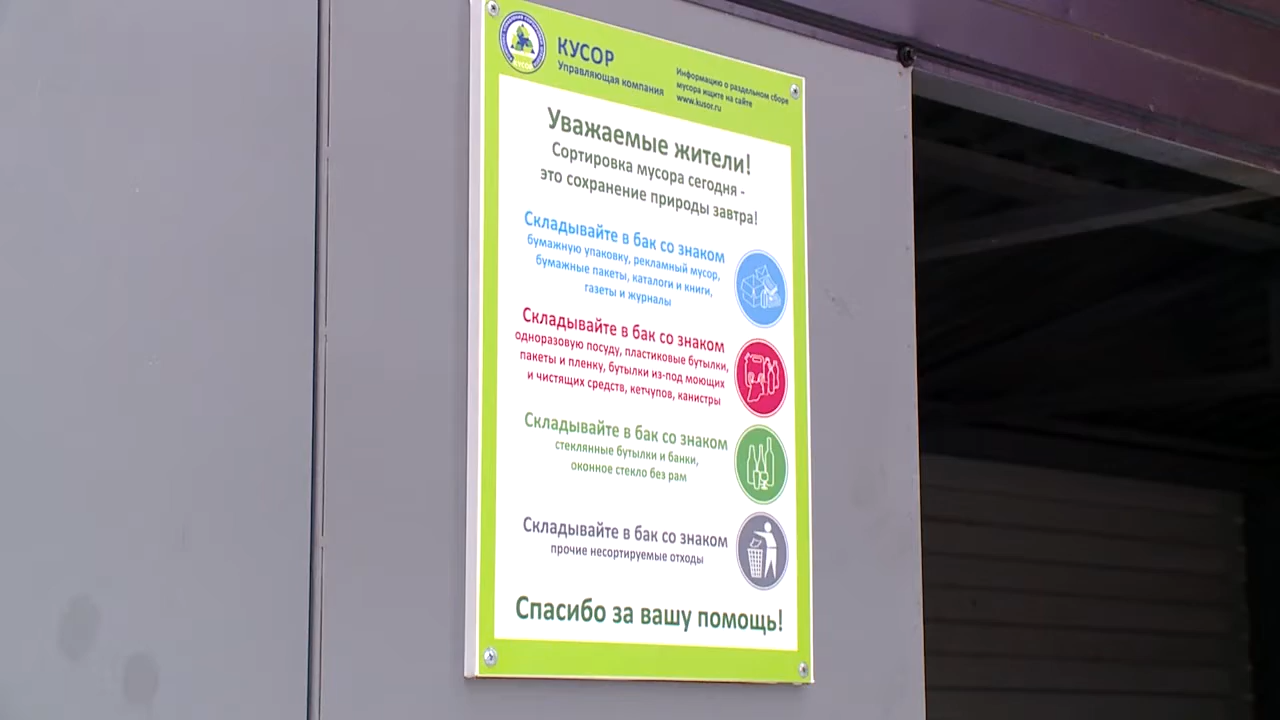 КУСОР
Управляющая компания
Информацию о раздельном сборе
мусора ищите на сайте
www.kusor.ru
КУСОР
Уважаемые жители!
Сортировка мусора сегодня -
это сохранение природы завтра!
Складывайте в бак со знаком
бумажную упаковку, рекламный мусор,
бумажные пакеты, каталоги и книги,
газеты и журналы
Складывайте в бак со знаком
одноразовую посуду, пластиковые бутылки,
пакеты и пленку, бутылки из-под моющих
и чистящих средств, кетчупов, канистры
Складывайте в бак со знаком
стеклянные бутылки и банки,
оконное стекло без рам
Складывайте в бак со знаком
прочие несортируемые отходы
Спасибо за вашу помощь!